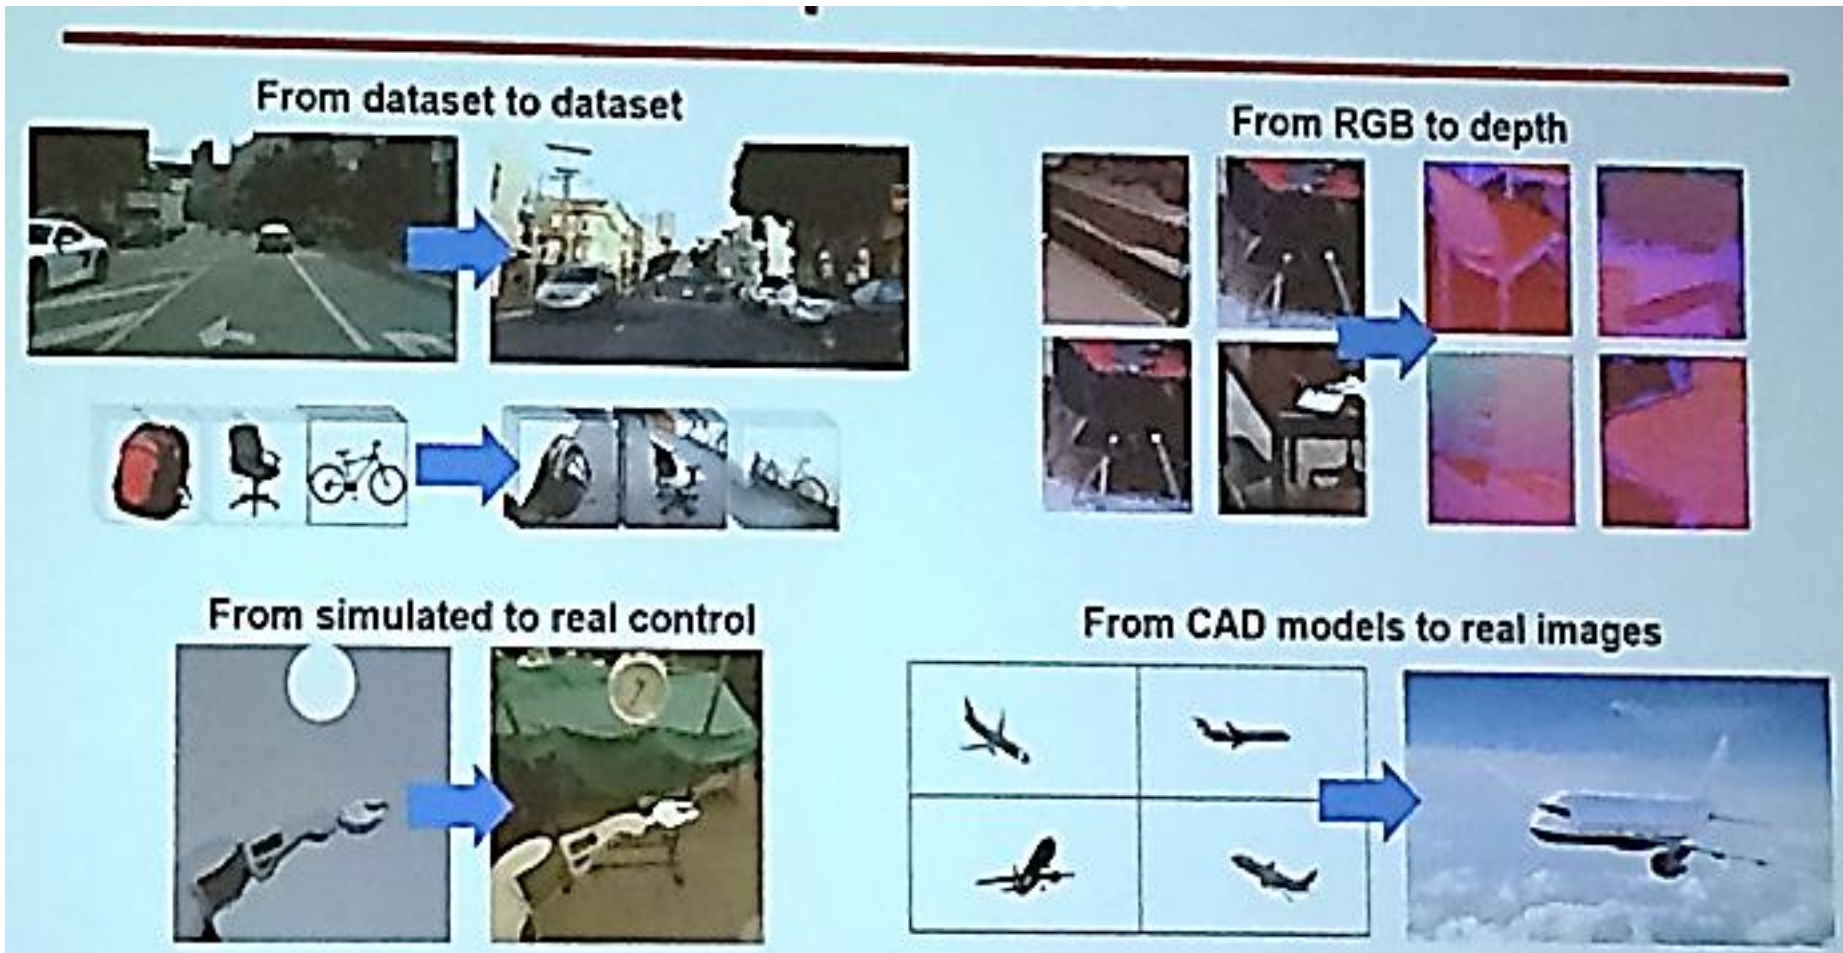 From dataset to dataset
From RGB to depth
From simulated to real control
From CAD models to real images